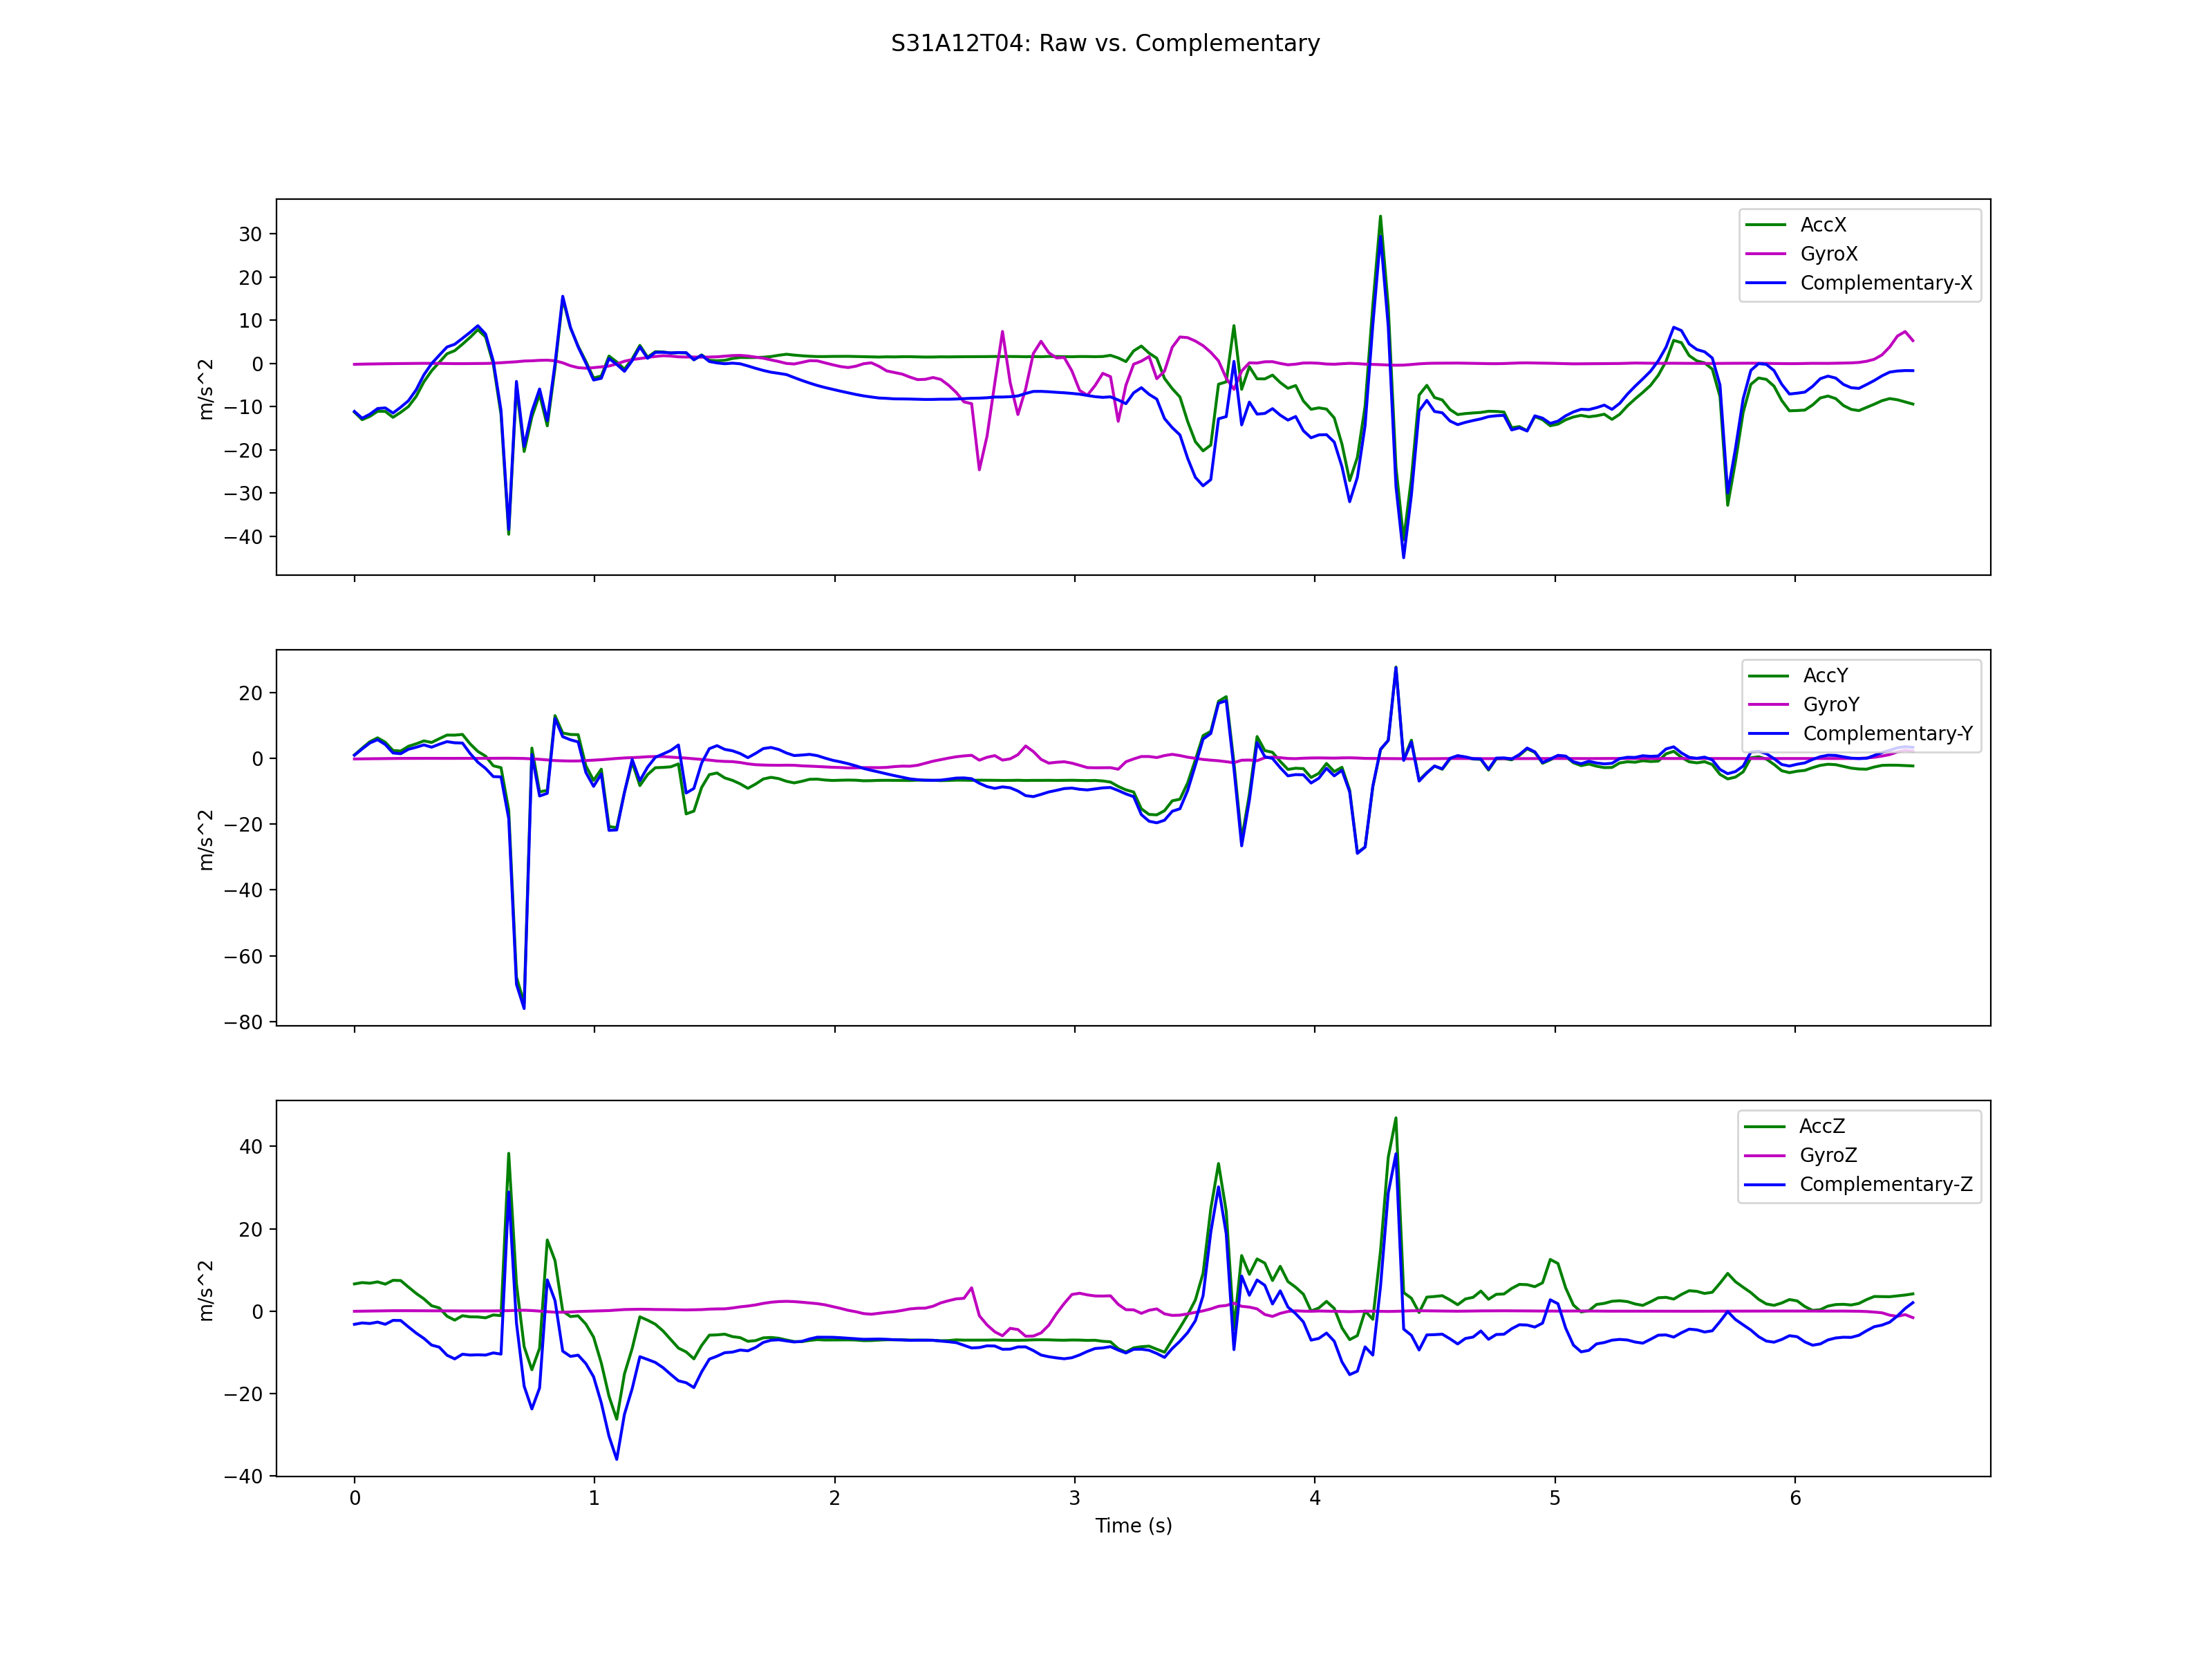 S31A12T04: Raw vs. Complementary
30
20
10
0
−10
−20
−30
−40
m/s^2
AccX
GyroX
Complementary-X
20
0
−20
−40
−60
−80
m/s^2
AccY
GyroY
Complementary-Y
40
20
0
−20
−40
m/s^2
AccZ
GyroZ
Complementary-Z
0 1 2 3 4 5 6
Time (s)